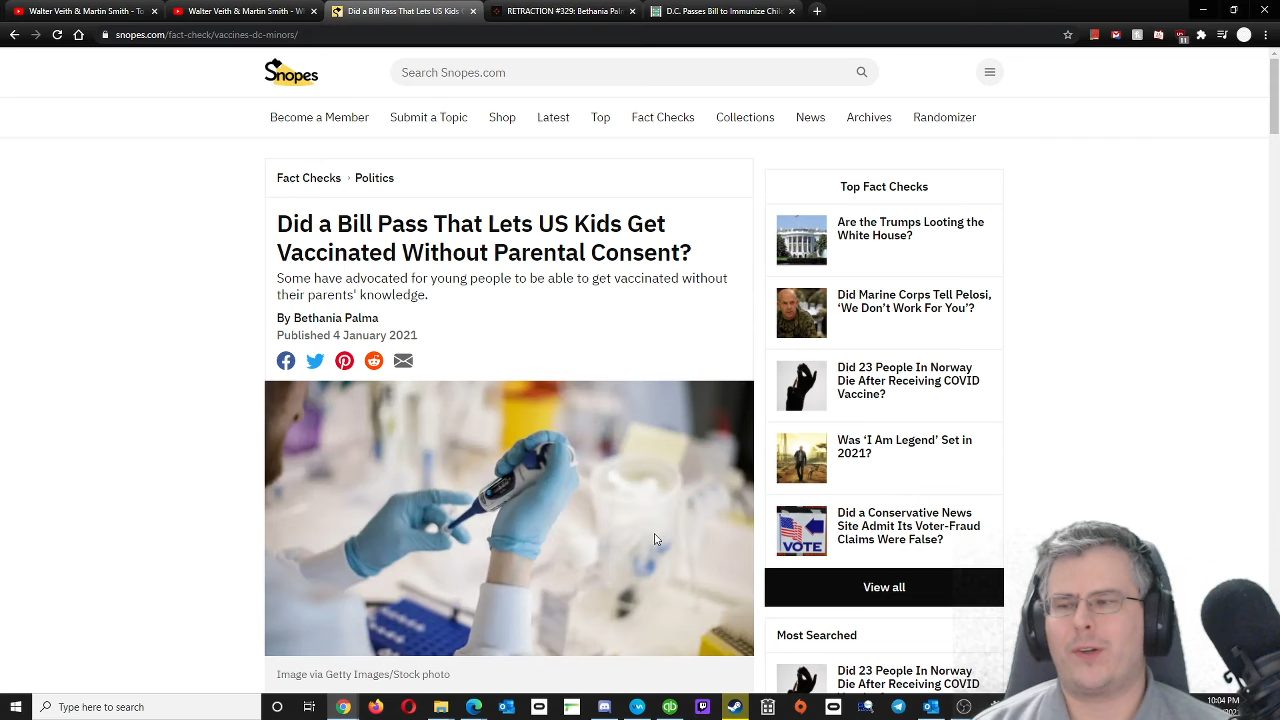 Walter Veith & Martin Smith - To
Walter Veith & Martin Smith - W
Did a Bill Pass That Lets US Kids G
RETRACTION #329: Bethania Pal
D.C. Passes Bill to Immunize Chil
snopes.com/fact-check/vaccines-dc-minors/
11
Snopes
Search Snopes.com
Become a Member Submit a Topic Shop Latest Top Fact Checks Collections News Archives Randomizer
Fact Checks › Politics
Did a Bill Pass That Lets US Kids Get
Vaccinated Without Parental Consent?
Some have advocated for young people to be able to get vaccinated without
their parents' knowledge.
By Bethania Palma
Published 4 January 2021
Image via Getty Images/Stock photo
Top Fact Checks
Are the Trumps Looting the
White House?
Did Marine Corps Tell Pelosi,
‘We Don’t Work For You’?
Did 23 People In Norway
Die After Receiving COVID
Vaccine?
Was ‘I Am Legend’ Set in
2021?
VOTE
Did a Conservative News
Site Admit Its Voter-Fraud
Claims Were False?
View all
Most Searched
Did 23 People In Norway
Die After Receiving COVID
Type here to search
10:04 PM